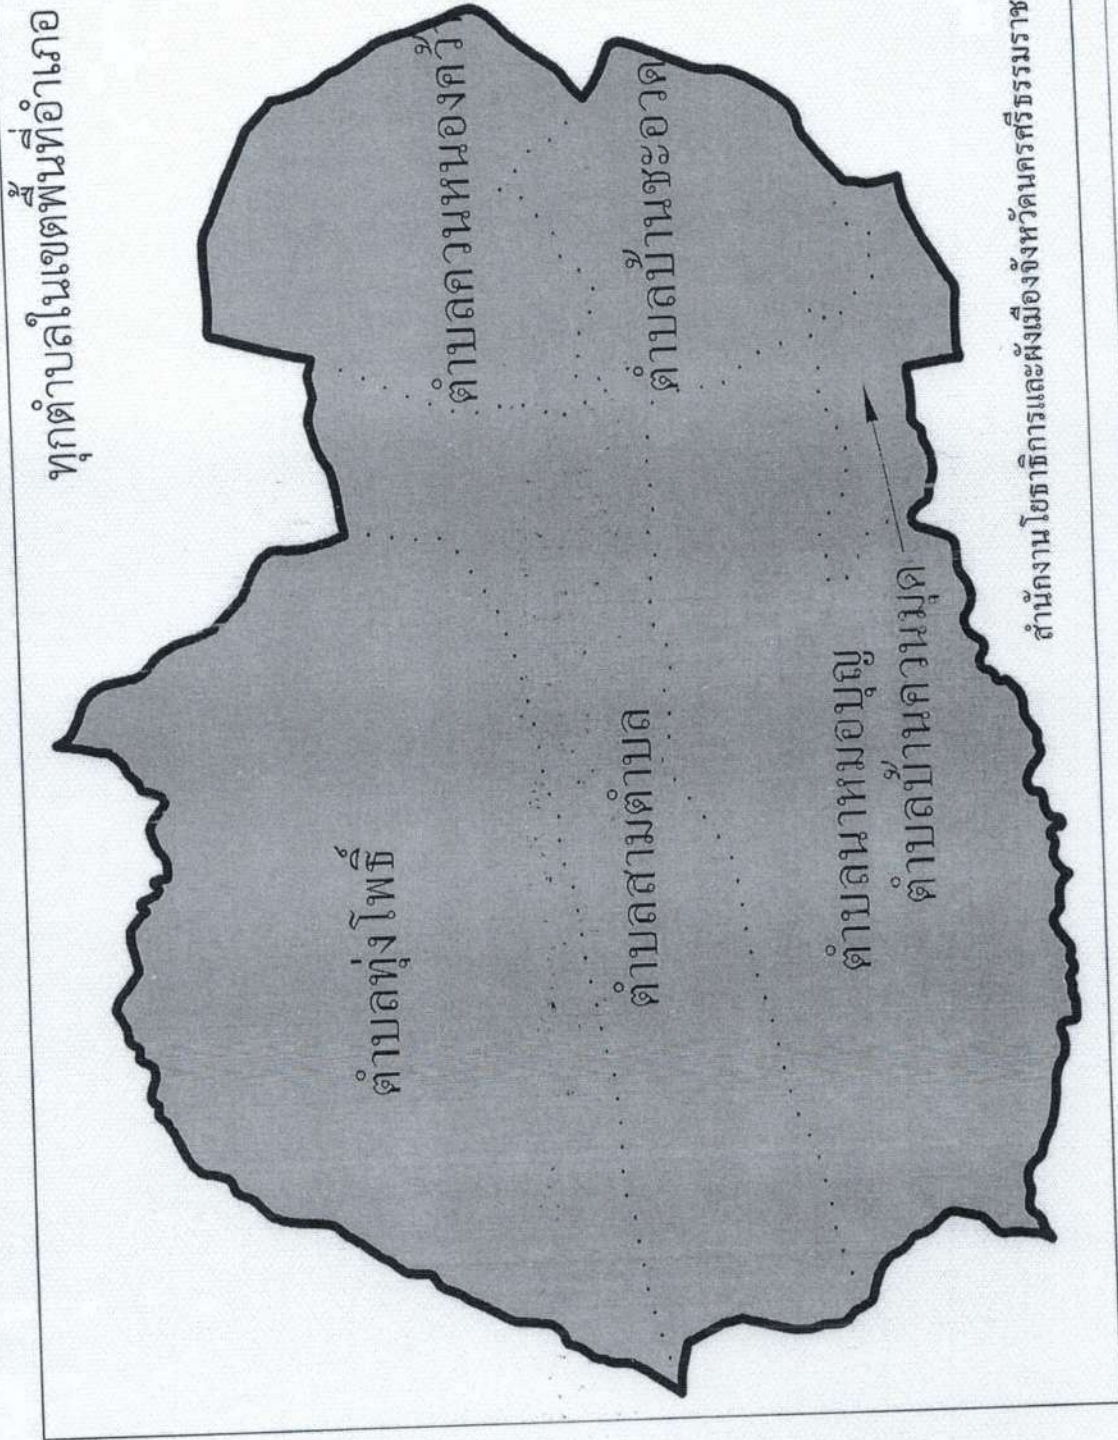 ทุกตำบลในเขตพื้นที่อำเภอ
ตำบลทุ่งโพธิ์
ตำบลควนหนองคว้า
ตำบลสามตำบล
ตำบลบ้านชะอวด
ตำบลนาหมอบุญ
ตำบลบ้านควนมุด
สำนักงานโยธาธิการและผังเมืองจังหวัดนครศรีธรรมราช